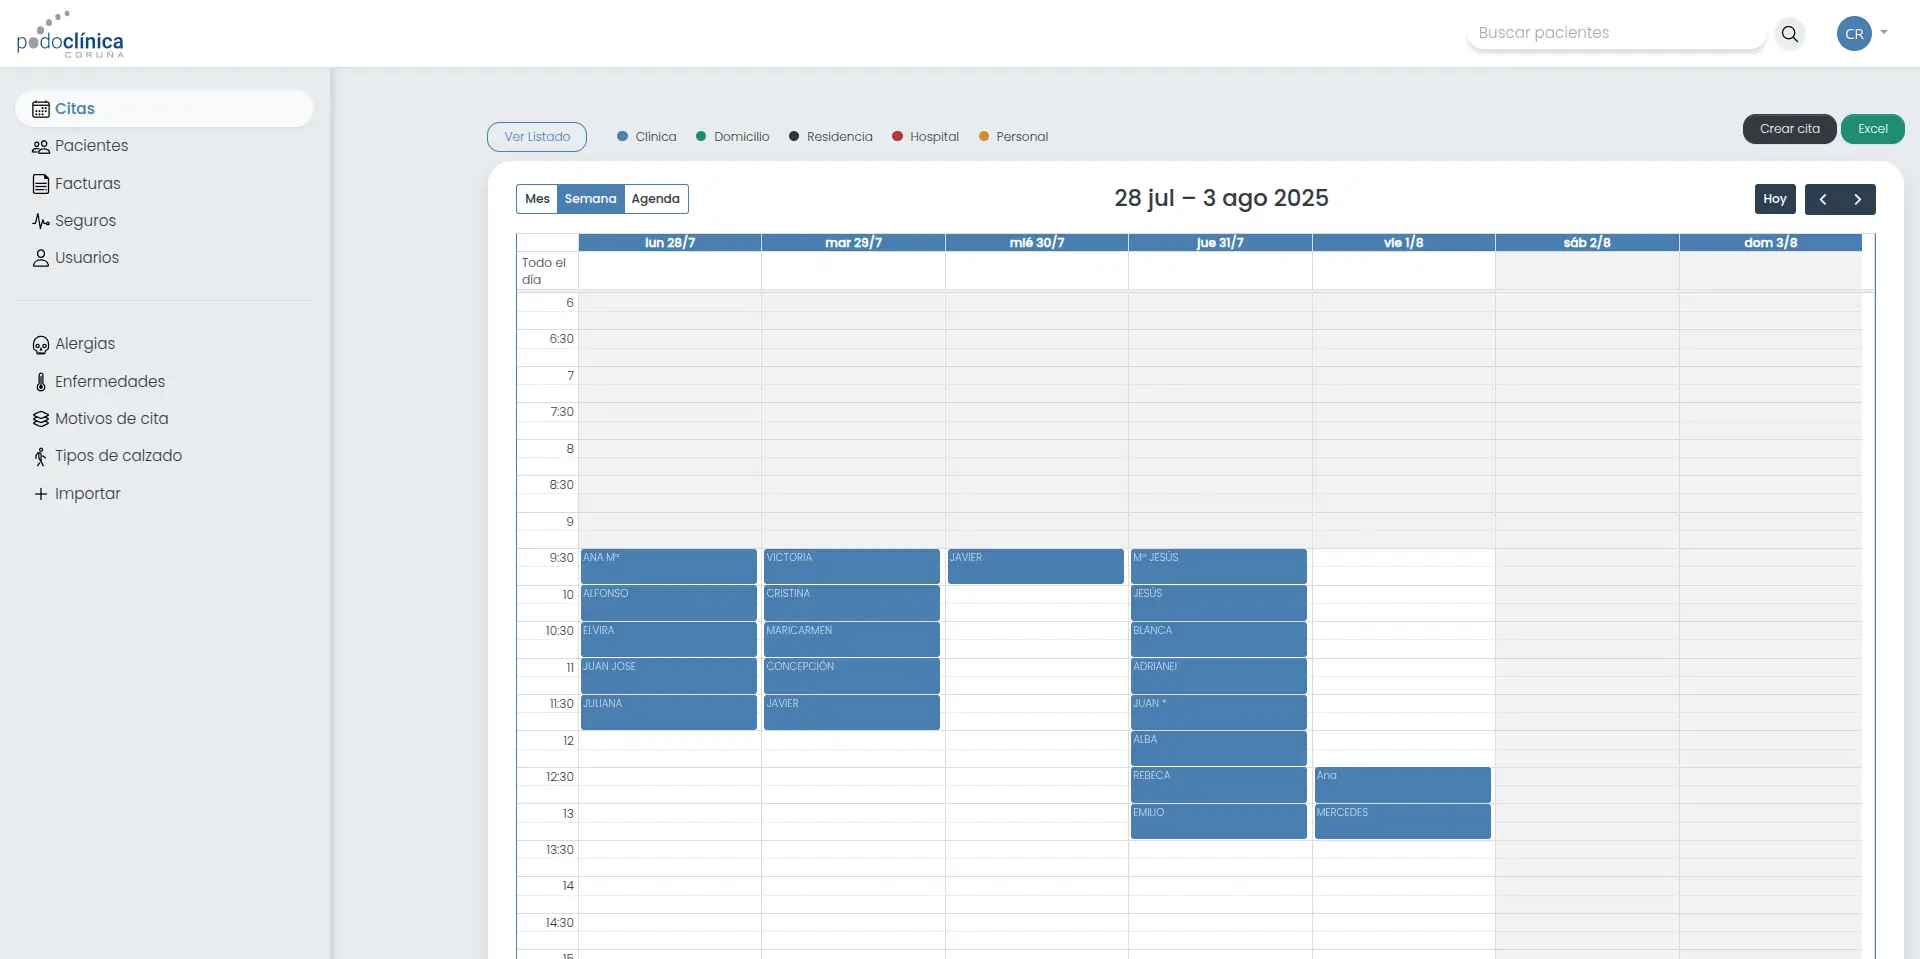 podoclínica
CORUÑA
Buscar pacientes
CR
Citas
Pacientes
Facturas
Seguros
Usuarios
Alergias
Enfermedades
Motivos de cita
Tipos de calzado
Importar
Ver Listado
Clínica
Domicilio
Residencia
Hospital
Personal
Crear cita
Excel
Mes
Semana
Agenda
28 jul – 3 ago 2025
Hoy
lun 28/7
mar 29/7
mié 30/7
jue 31/7
vie 1/8
sáb 2/8
dom 3/8
Todo el
día
6
6:30
7
7:30
8
8:30
9
9:30
ANA Mª
VICTORIA
JAVIER
Mª JESÚS
10
ALFONSO
CRISTINA
JESÚS
10:30
ELVIRA
MARICARMEN
BLANCA
11
JUAN JOSE
CONCEPCIÓN
ADRIANEI
11:30
JULIANA
JAVIER
JUAN *
12
ALBA
12:30
REBECA
Ana
13
EMILIO
MERCEDES
13:30
14
14:30
15